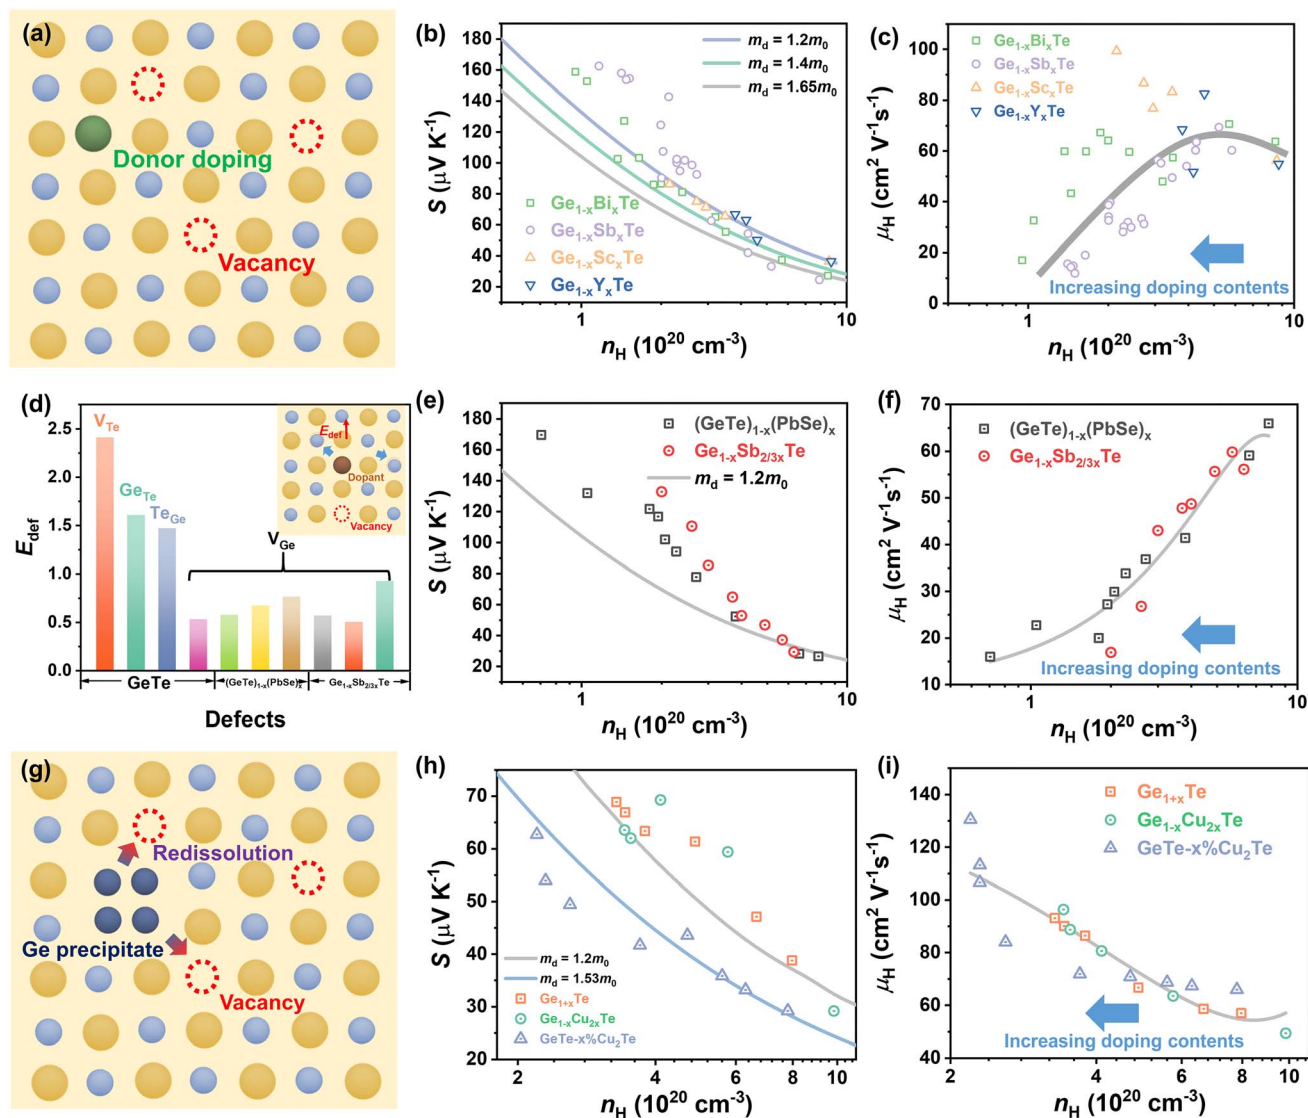 (a)
Donor doping
Vacancy
(b)
S (μV K⁻¹)
180
160
140
120
100
80
60
40
20
m_d = 1.2m₀
m_d = 1.4m₀
m_d = 1.65m₀
Ge₁₋ₓBiₓTe
Ge₁₋ₓSbₓTe
Ge₁₋ₓScₓTe
Ge₁₋ₓYₓTe
1
10
n_H (10²⁰ cm⁻³)
(c)
μ_H (cm² V⁻¹s⁻¹)
100
80
60
40
20
0
Ge₁₋ₓBiₓTe
Ge₁₋ₓSbₓTe
Ge₁₋ₓScₓTe
Ge₁₋ₓYₓTe
Increasing doping contents
1
10
n_H (10²⁰ cm⁻³)
(d)
E_def
2.5
2.0
1.5
1.0
0.5
0.0
V_Te
Ge_Te
Te_Ge
V_Ge
E_def
Dopant
Vacancy
GeTe
(GeTe)₁₋ₓ(PbSe)ₓ
Ge₁₋ₓSb₂/₃ₓTe
Defects
(e)
S (μV K⁻¹)
180
160
140
120
100
80
60
40
20
(GeTe)₁₋ₓ(PbSe)ₓ
Ge₁₋ₓSb₂/₃ₓTe
m_d = 1.2m₀
1
10
n_H (10²⁰ cm⁻³)
(f)
μ_H (cm² V⁻¹s⁻¹)
70
60
50
40
30
20
10
(GeTe)₁₋ₓ(PbSe)ₓ
Ge₁₋ₓSb₂/₃ₓTe
Increasing doping contents
1
10
n_H (10²⁰ cm⁻³)
(g)
Redissolution
Ge precipitate
Vacancy
(h)
S (μV K⁻¹)
70
60
50
40
30
20
m_d = 1.2m₀
m_d = 1.53m₀
Ge₁₊ₓTe
Ge₁₋ₓCu₂ₓTe
GeTe-x%Cu₂Te
2
4
6
8
10
n_H (10²⁰ cm⁻³)
(i)
μ_H (cm² V⁻¹s⁻¹)
140
120
100
80
60
40
Ge₁₊ₓTe
Ge₁₋ₓCu₂ₓTe
GeTe-x%Cu₂Te
Increasing doping contents
2
4
6
8
10
n_H (10²⁰ cm⁻³)